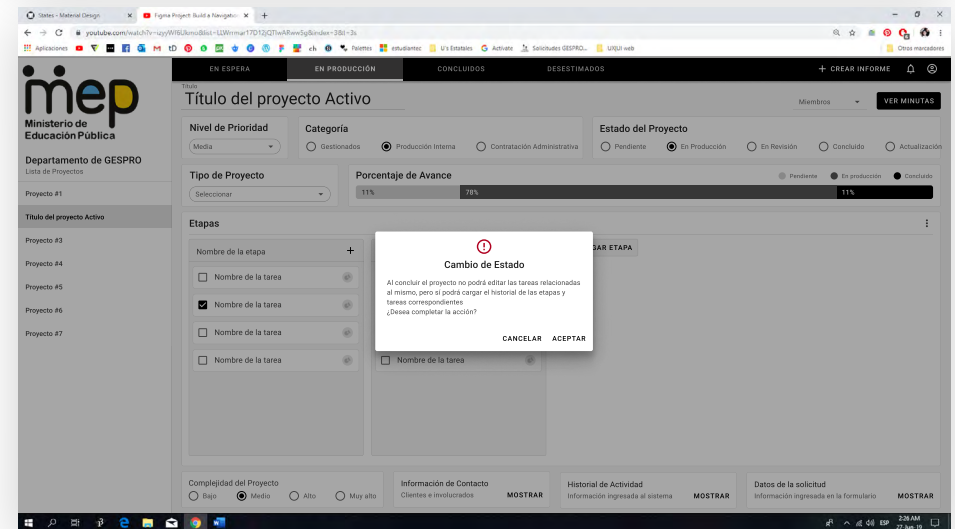 States - Material Design
Figma Project: Build a Navigation
Aplicaciones
Palettes
estudiantec
U's Estatales
Activate
Solicitudes GESPRO...
UX|UI web
Otros marcadores
EN ESPERA
EN PRODUCCIÓN
CONCLUIDOS
DESESTIMADOS
+ CREAR INFORME
mep
Ministerio de
Educación Pública
Departamento de GESPRO
Lista de Proyectos
Proyecto #1
Título del proyecto Activo
Proyecto #3
Proyecto #4
Proyecto #5
Proyecto #6
Proyecto #7
Título
Título del proyecto Activo
Miembros
VER MINUTAS
Nivel de Prioridad
Media
Categoría
Gestionados
Producción Interna
Contratación Administrativa
Estado del Proyecto
Pendiente
En Producción
En Revisión
Concluido
Actualización
Tipo de Proyecto
Seleccionar
Porcentaje de Avance
Pendiente
En producción
Concluido
11%
78%
11%
Etapas
Nombre de la etapa +
GAR ETAPA
Nombre de la tarea
Nombre de la tarea
Nombre de la tarea
Nombre de la tarea
Nombre de la tarea
Cambio de Estado
Al concluir el proyecto no podrá editar las tareas relacionadas
al mismo, pero si podrá cargar el historial de las etapas y
tareas correspondientes
¿Desea completar la acción?
CANCELAR ACEPTAR
Complejidad del Proyecto
Bajo
Medio
Alto
Muy alto
Información de Contacto
Clientes e involucrados
MOSTRAR
Historial de Actividad
Información ingresada al sistema
MOSTRAR
Datos de la solicitud
Información ingresada en la formulario
MOSTRAR
ESP
2:26 AM
27-Jun-19